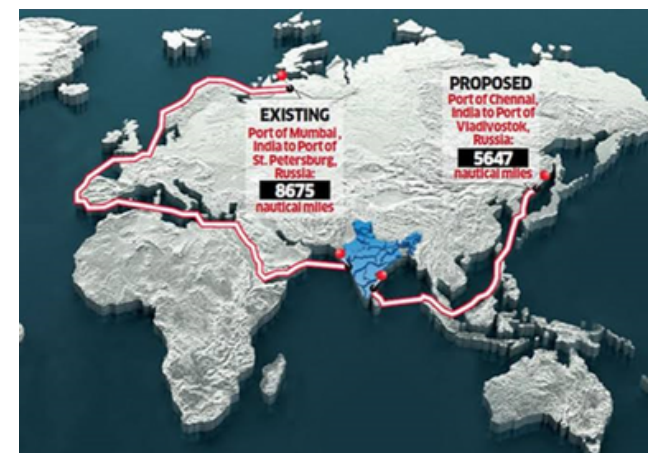 EXISTING
Port of Mumbai,
India to Port of
St. Petersburg,
Russia:
8675
nautical miles
PROPOSED
Port of Chennai,
India to Port of
Vladivostok,
Russia:
5647
nautical miles